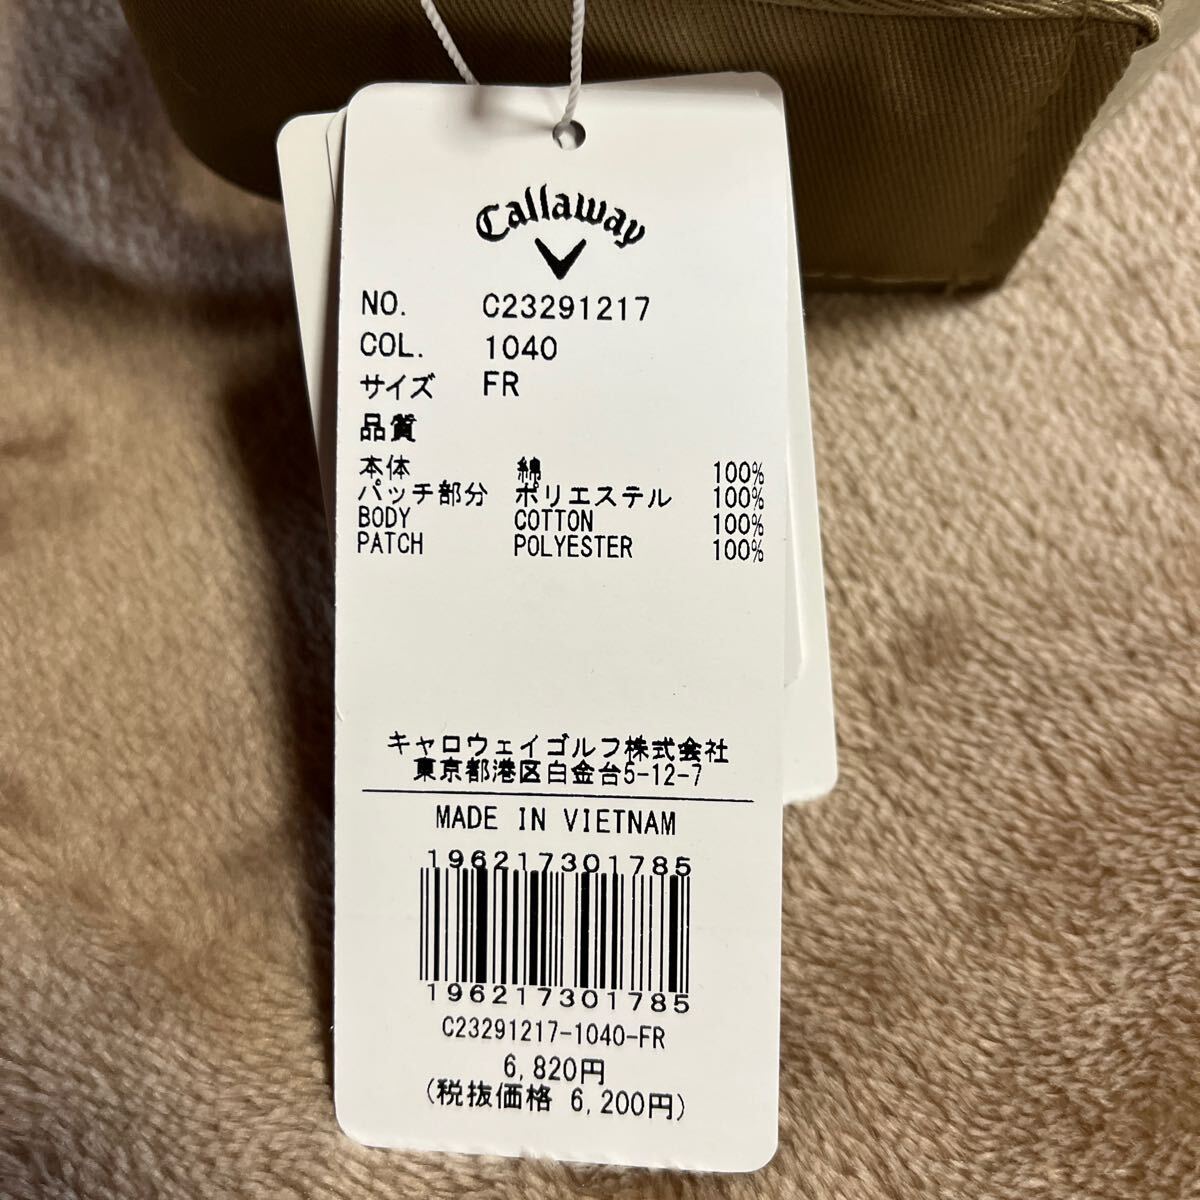 Callaway
NO. C23291217
COL. 1040
サイズ FR
品質
本体 綿 100%
パッチ部分 ポリエステル 100%
BODY COTTON 100%
PATCH POLYESTER 100%
キャロウェイゴルフ株式会社
東京都港区白金台5-12-7
MADE IN VIETNAM
196217301785
196217301785
C23291217-1040-FR
6,820円
(税抜価格 6,200円)